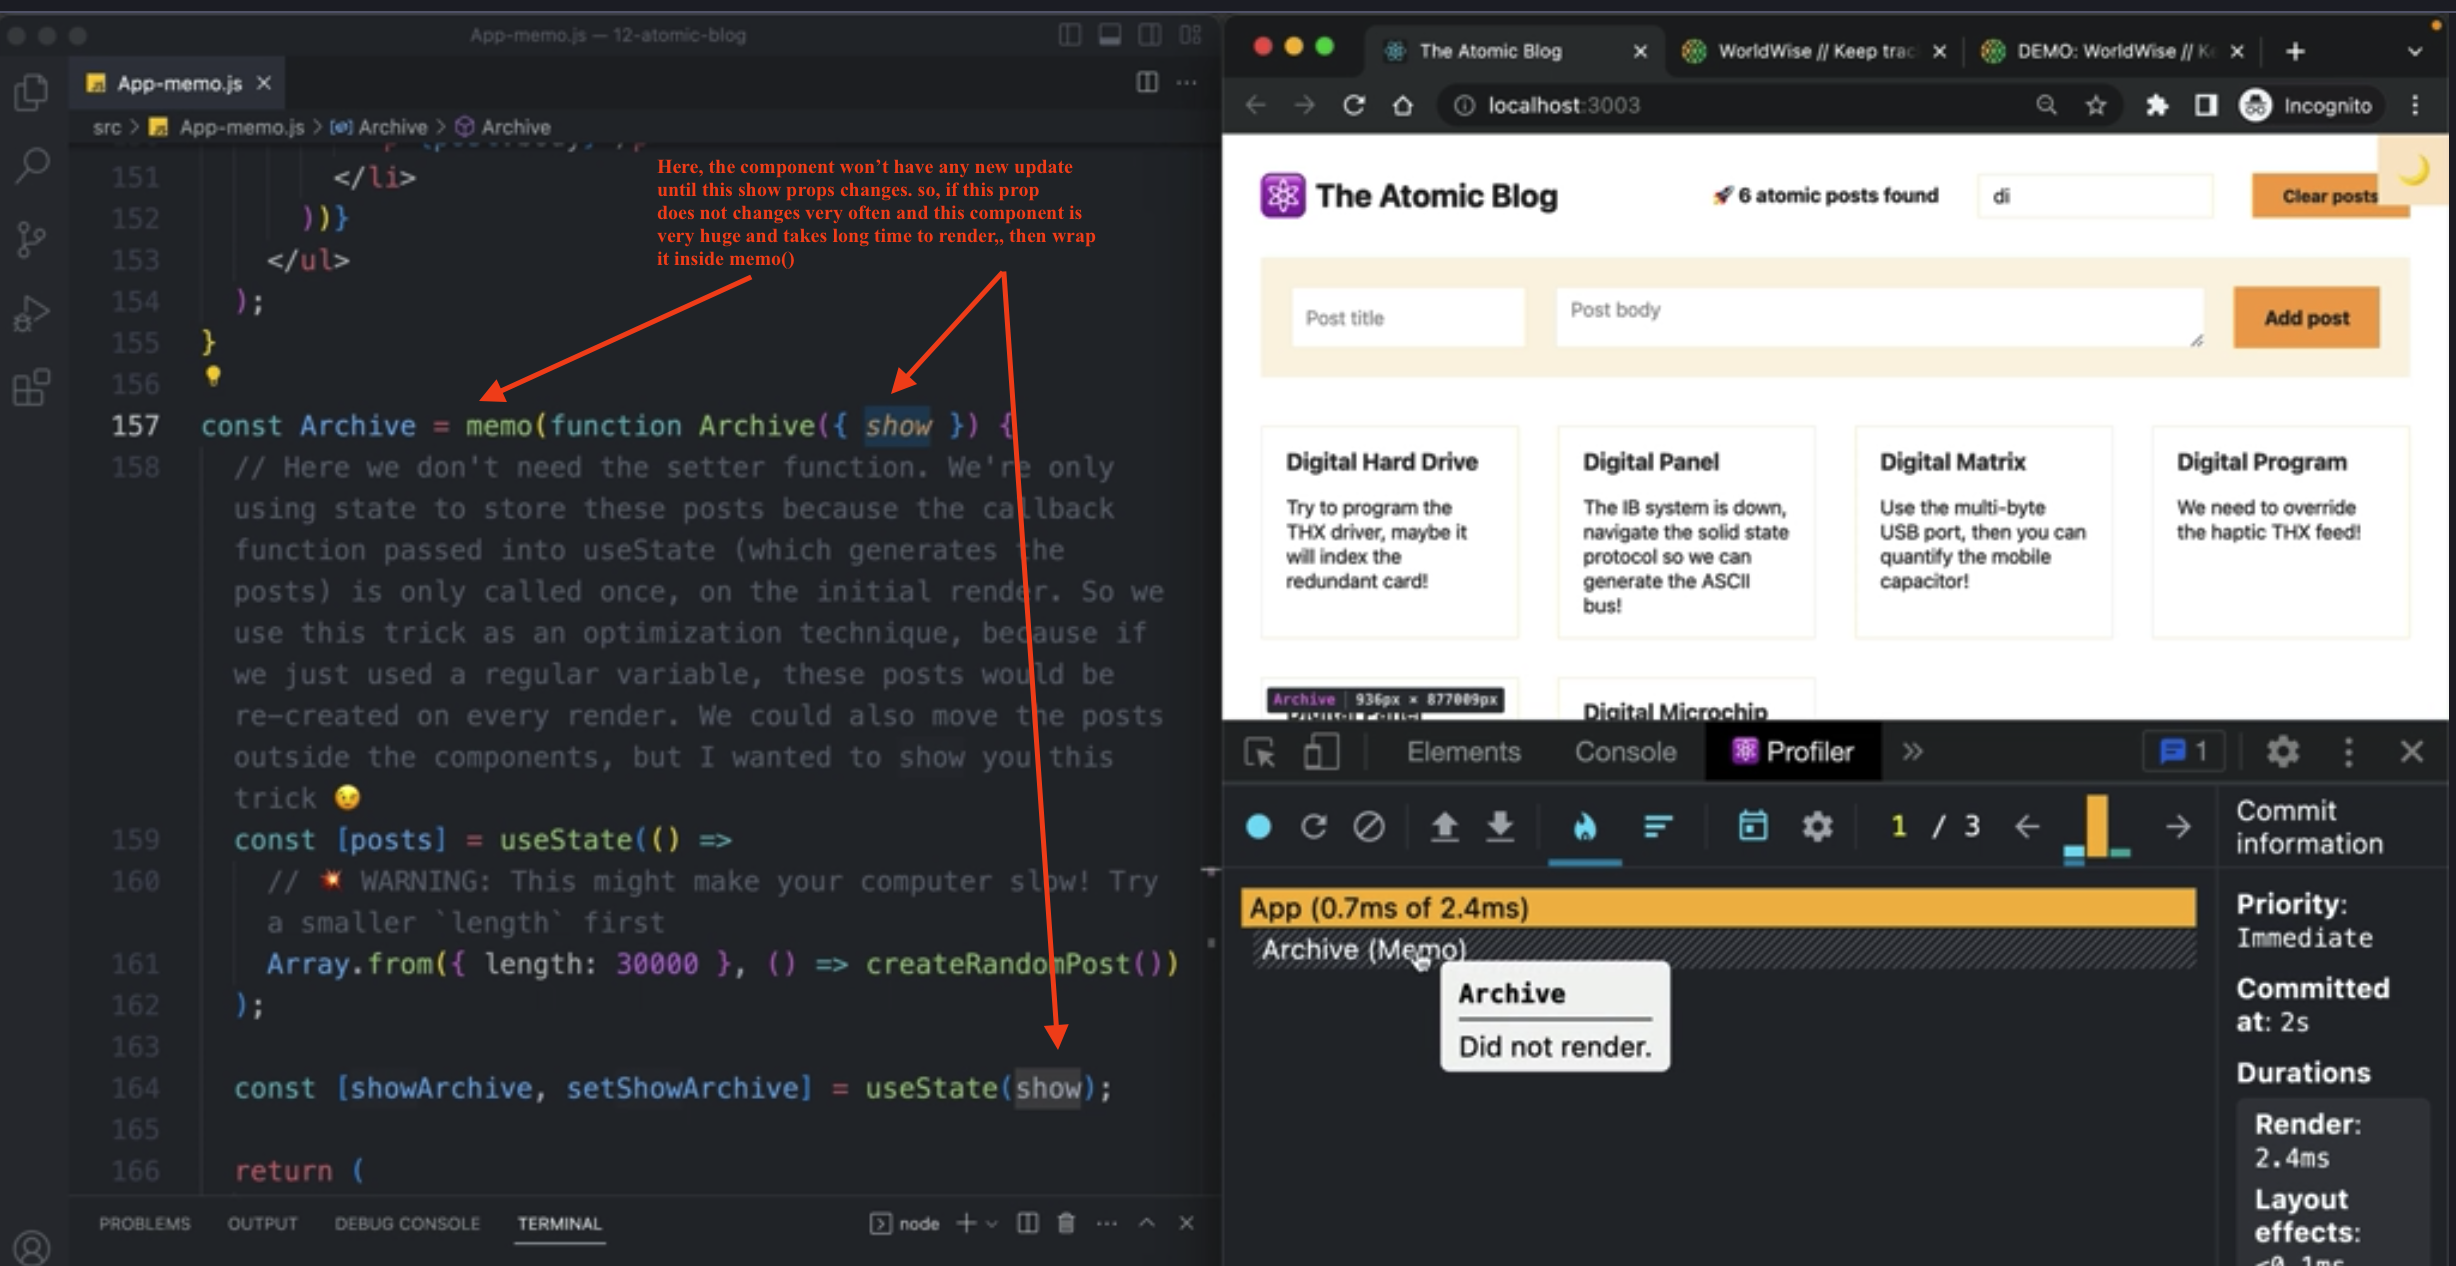 App-memo.js — 12-atomic-blog
App-memo.js
src > App-memo.js > Archive > Archive
Here, the component won't have any new update
until this show props changes. so, if this prop
does not changes very often and this component is
very huge and takes long time to render,, then wrap
it inside memo()
151 </li>
152 ))}
153 </ul>
154 );
155 }
156
157 const Archive = memo(function Archive({ show }) {
158 // Here we don't need the setter function. We're only
using state to store these posts because the callback
function passed into useState (which generates the
posts) is only called once, on the initial render. So we
use this trick as an optimization technique, because if
we just used a regular variable, these posts would be
re-created on every render. We could also move the posts
outside the components, but I wanted to show you this
trick 😉
159 const [posts] = useState(() =>
160 // 💥 WARNING: This might make your computer slow! Try
a smaller `length` first
161 Array.from({ length: 30000 }, () => createRandomPost())
162 );
163
164 const [showArchive, setShowArchive] = useState(show);
165
166 return (
PROBLEMS OUTPUT DEBUG CONSOLE TERMINAL node
The Atomic Blog
WorldWise // Keep trac
DEMO: WorldWise // K
localhost:3003
Incognito
The Atomic Blog
🚀 6 atomic posts found
di
Clear posts
Post title
Post body
Add post
Digital Hard Drive
Try to program the
THX driver, maybe it
will index the
redundant card!
Digital Panel
The IB system is down,
navigate the solid state
protocol so we can
generate the ASCII
bus!
Digital Matrix
Use the multi-byte
USB port, then you can
quantify the mobile
capacitor!
Digital Program
We need to override
the haptic THX feed!
Archive | 936px × 877009px
Digital Panel
Digital Microchip
Elements Console Profiler 1
1 / 3
App (0.7ms of 2.4ms)
Archive (Memo)
Archive
Did not render.
Commit
information
Priority:
Immediate
Committed
at: 2s
Durations
Render:
2.4ms
Layout
effects:
<0.1ms